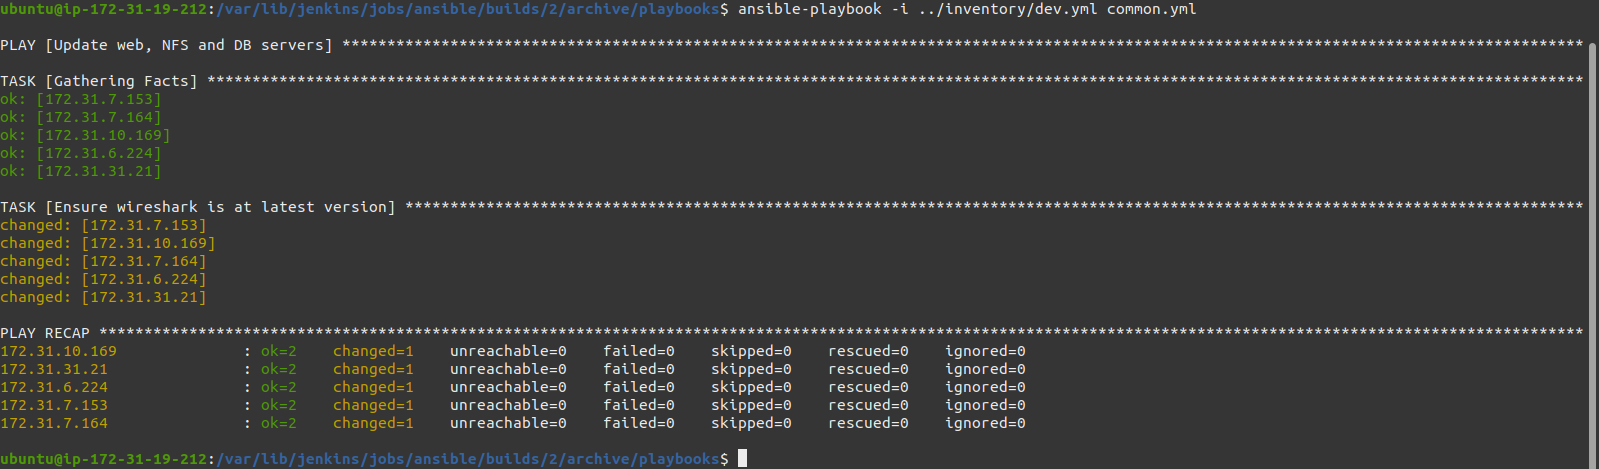 ubuntu@ip-172-31-19-212:/var/lib/jenkins/jobs/ansible/builds/2/archive/playbooks$ ansible-playbook -i ../inventory/dev.yml common.yml
PLAY [Update web, NFS and DB servers] ******************************************************************************************************************************************
TASK [Gathering Facts] *********************************************************************************************************************************************************
ok: [172.31.7.153]
ok: [172.31.7.164]
ok: [172.31.10.169]
ok: [172.31.6.224]
ok: [172.31.31.21]
TASK [Ensure wireshark is at latest version] ***********************************************************************************************************************************
changed: [172.31.7.153]
changed: [172.31.10.169]
changed: [172.31.7.164]
changed: [172.31.6.224]
changed: [172.31.31.21]
PLAY RECAP *********************************************************************************************************************************************************************
172.31.10.169              : ok=2    changed=1    unreachable=0    failed=0    skipped=0    rescued=0    ignored=0
172.31.31.21               : ok=2    changed=1    unreachable=0    failed=0    skipped=0    rescued=0    ignored=0
172.31.6.224               : ok=2    changed=1    unreachable=0    failed=0    skipped=0    rescued=0    ignored=0
172.31.7.153               : ok=2    changed=1    unreachable=0    failed=0    skipped=0    rescued=0    ignored=0
172.31.7.164               : ok=2    changed=1    unreachable=0    failed=0    skipped=0    rescued=0    ignored=0
ubuntu@ip-172-31-19-212:/var/lib/jenkins/jobs/ansible/builds/2/archive/playbooks$